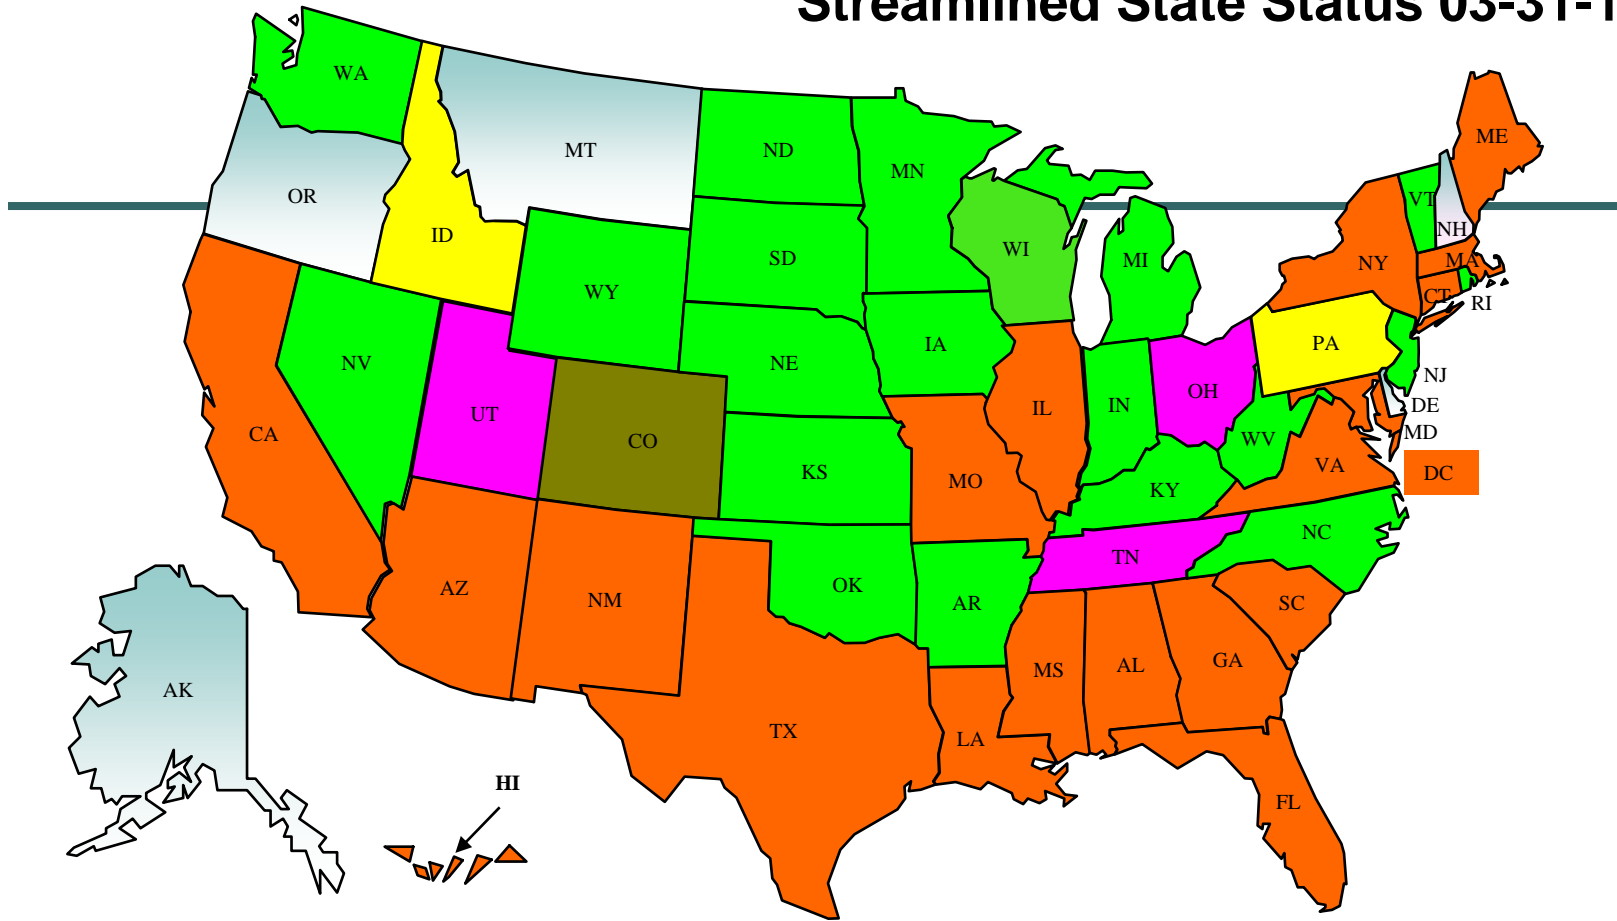 Streamlined State Status 03-31-1
WA
MT
ND
MN
ME
OR
ID
SD
WI
MI
VT
NH
NY
MA
WY
CT
RI
NV
NE
IA
PA
UT
CO
IL
IN
OH
NJ
DE
CA
KS
MO
WV
MD
KY
VA
DC
NC
AZ
NM
OK
AR
TN
SC
AK
TX
LA
MS
AL
GA
HI
FL